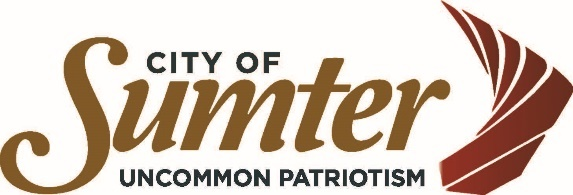 CITY OF
Sumter
UNCOMMON PATRIOTISM